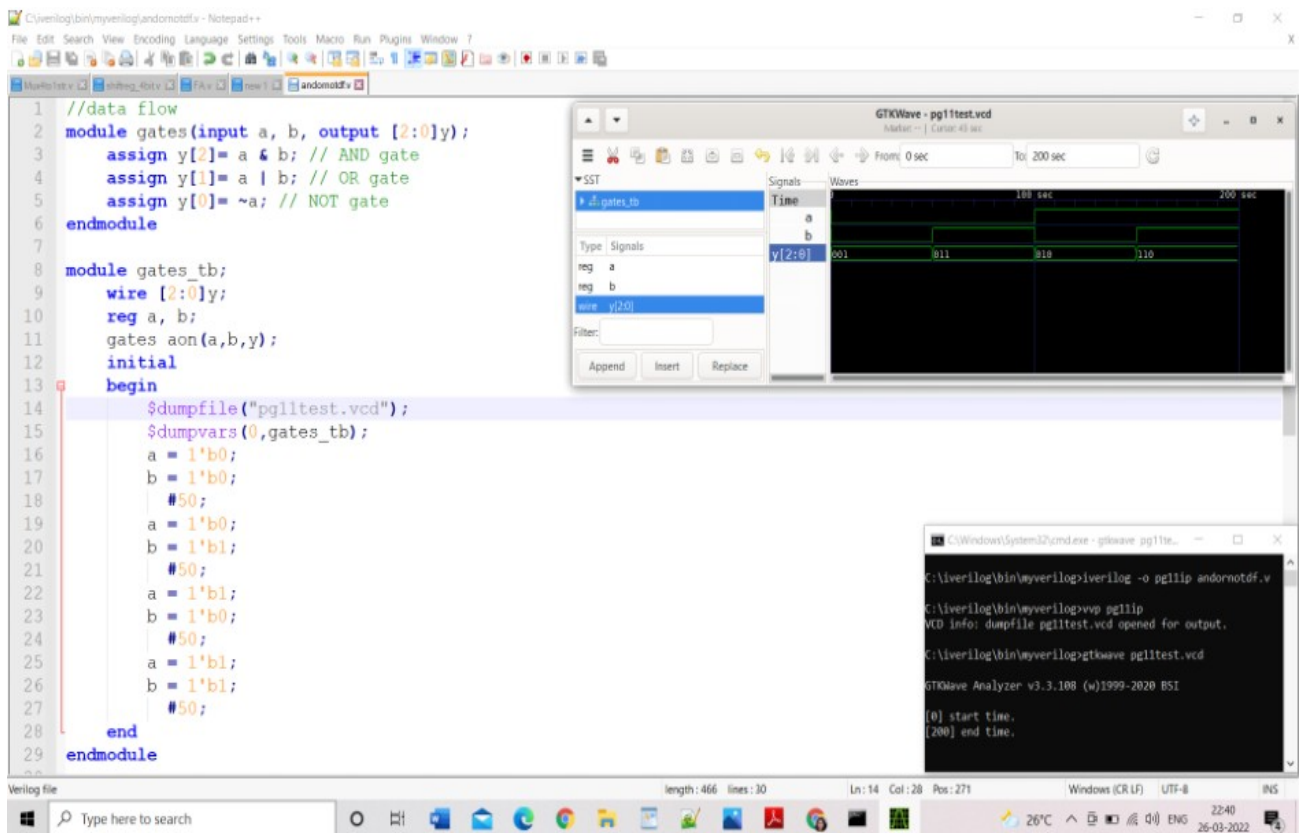 C:\iverilog\bin\myverilog\andornotdf.v - Notepad++
File Edit Search View Encoding Language Settings Tools Macro Run Plugins Window ?
X
Mux4to1str.v shiftreg_4bit.v FA.v new 1 andornotdf.v
1 //data flow
2 module gates(input a, b, output [2:0]y);
3 assign y[2]= a & b; // AND gate
4 assign y[1]= a | b; // OR gate
5 assign y[0]= ~a; // NOT gate
6 endmodule
7
8 module gates_tb;
9 wire [2:0]y;
10 reg a, b;
11 gates aon(a,b,y);
12 initial
13 begin
14 $dumpfile("pg11test.vcd");
15 $dumpvars(0,gates_tb);
16 a = 1'b0;
17 b = 1'b0;
18 #50;
19 a = 1'b0;
20 b = 1'b1;
21 #50;
22 a = 1'b1;
23 b = 1'b0;
24 #50;
25 a = 1'b1;
26 b = 1'b1;
27 #50;
28 end
29 endmodule
GTKWave - pg11test.vcd
Marker: -- | Cursor: 43 sec
From: 0 sec To: 200 sec
SST
gates_tb
Type Signals
reg a
reg b
wire y[2:0]
Filter:
Append Insert Replace
Signals
Time
a
b
y[2:0]
Waves
100 sec 200 sec
001 011 010 110
C:\Windows\System32\cmd.exe - gtkwave pg11te...
C:\iverilog\bin\myverilog>iverilog -o pg11ip andornotdf.v
C:\iverilog\bin\myverilog>vvp pg11ip
VCD info: dumpfile pg11test.vcd opened for output.
C:\iverilog\bin\myverilog>gtkwave pg11test.vcd
GTKWave Analyzer v3.3.108 (w)1999-2020 BSI
[0] start time.
[200] end time.
Verilog file length : 466 lines : 30 Ln : 14 Col : 28 Pos : 271 Windows (CR LF) UTF-8 INS
Type here to search 26°C ENG 22:40
26-03-2022